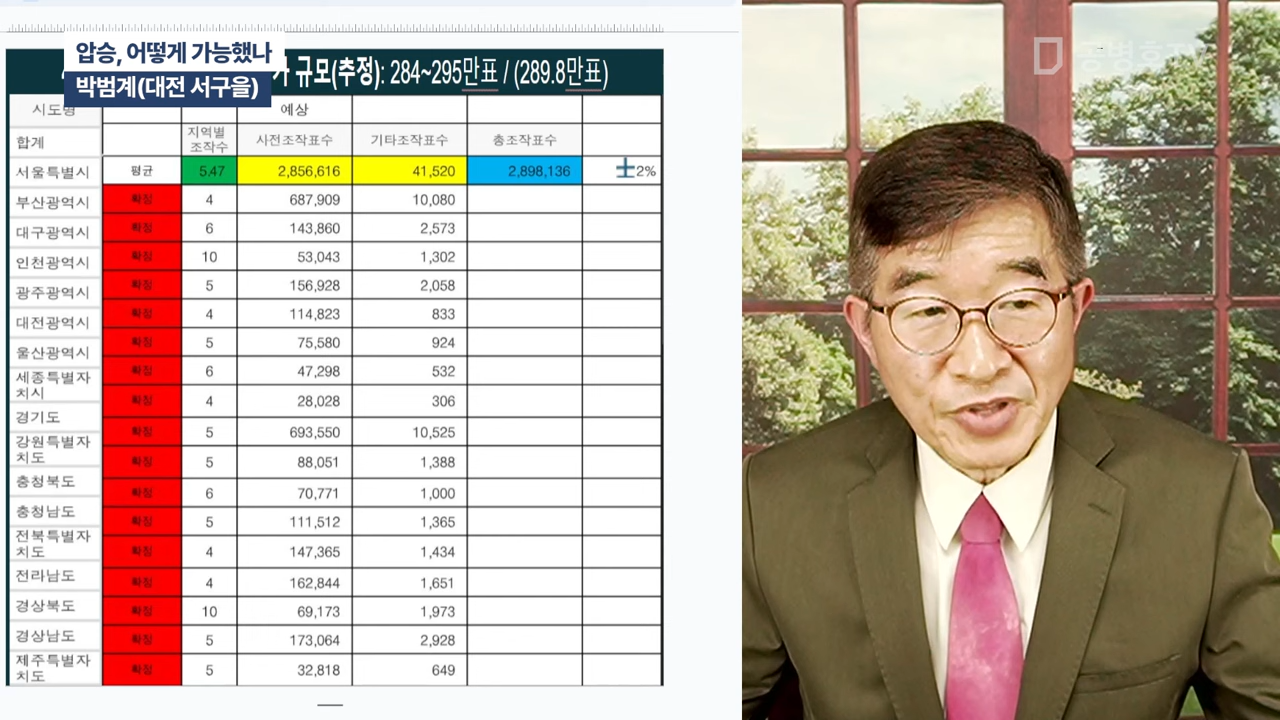 압승, 어떻게 가능했나
박범계(대전 서구을)
가 규모(추정): 284~295만표 / (289.8만표)
공병호
시도명 예상
합계 지역별 조작수 사전조작표수 기타조작표수 총조작표수
서울특별시 평균 5.47 2,856,616 41,520 2,898,136 ±2%
부산광역시 확정 4 687,909 10,080
대구광역시 확정 6 143,860 2,573
인천광역시 확정 10 53,043 1,302
광주광역시 확정 5 156,928 2,058
대전광역시 확정 4 114,823 833
울산광역시 확정 5 75,580 924
세종특별자치시 확정 6 47,298 532
확정 4 28,028 306
경기도 확정 5 693,550 10,525
강원특별자치도 확정 5 88,051 1,388
충청북도 확정 6 70,771 1,000
충청남도 확정 5 111,512 1,365
전북특별자치도 확정 4 147,365 1,434
전라남도 확정 4 162,844 1,651
경상북도 확정 10 69,173 1,973
경상남도 확정 5 173,064 2,928
제주특별자치도 확정 5 32,818 649